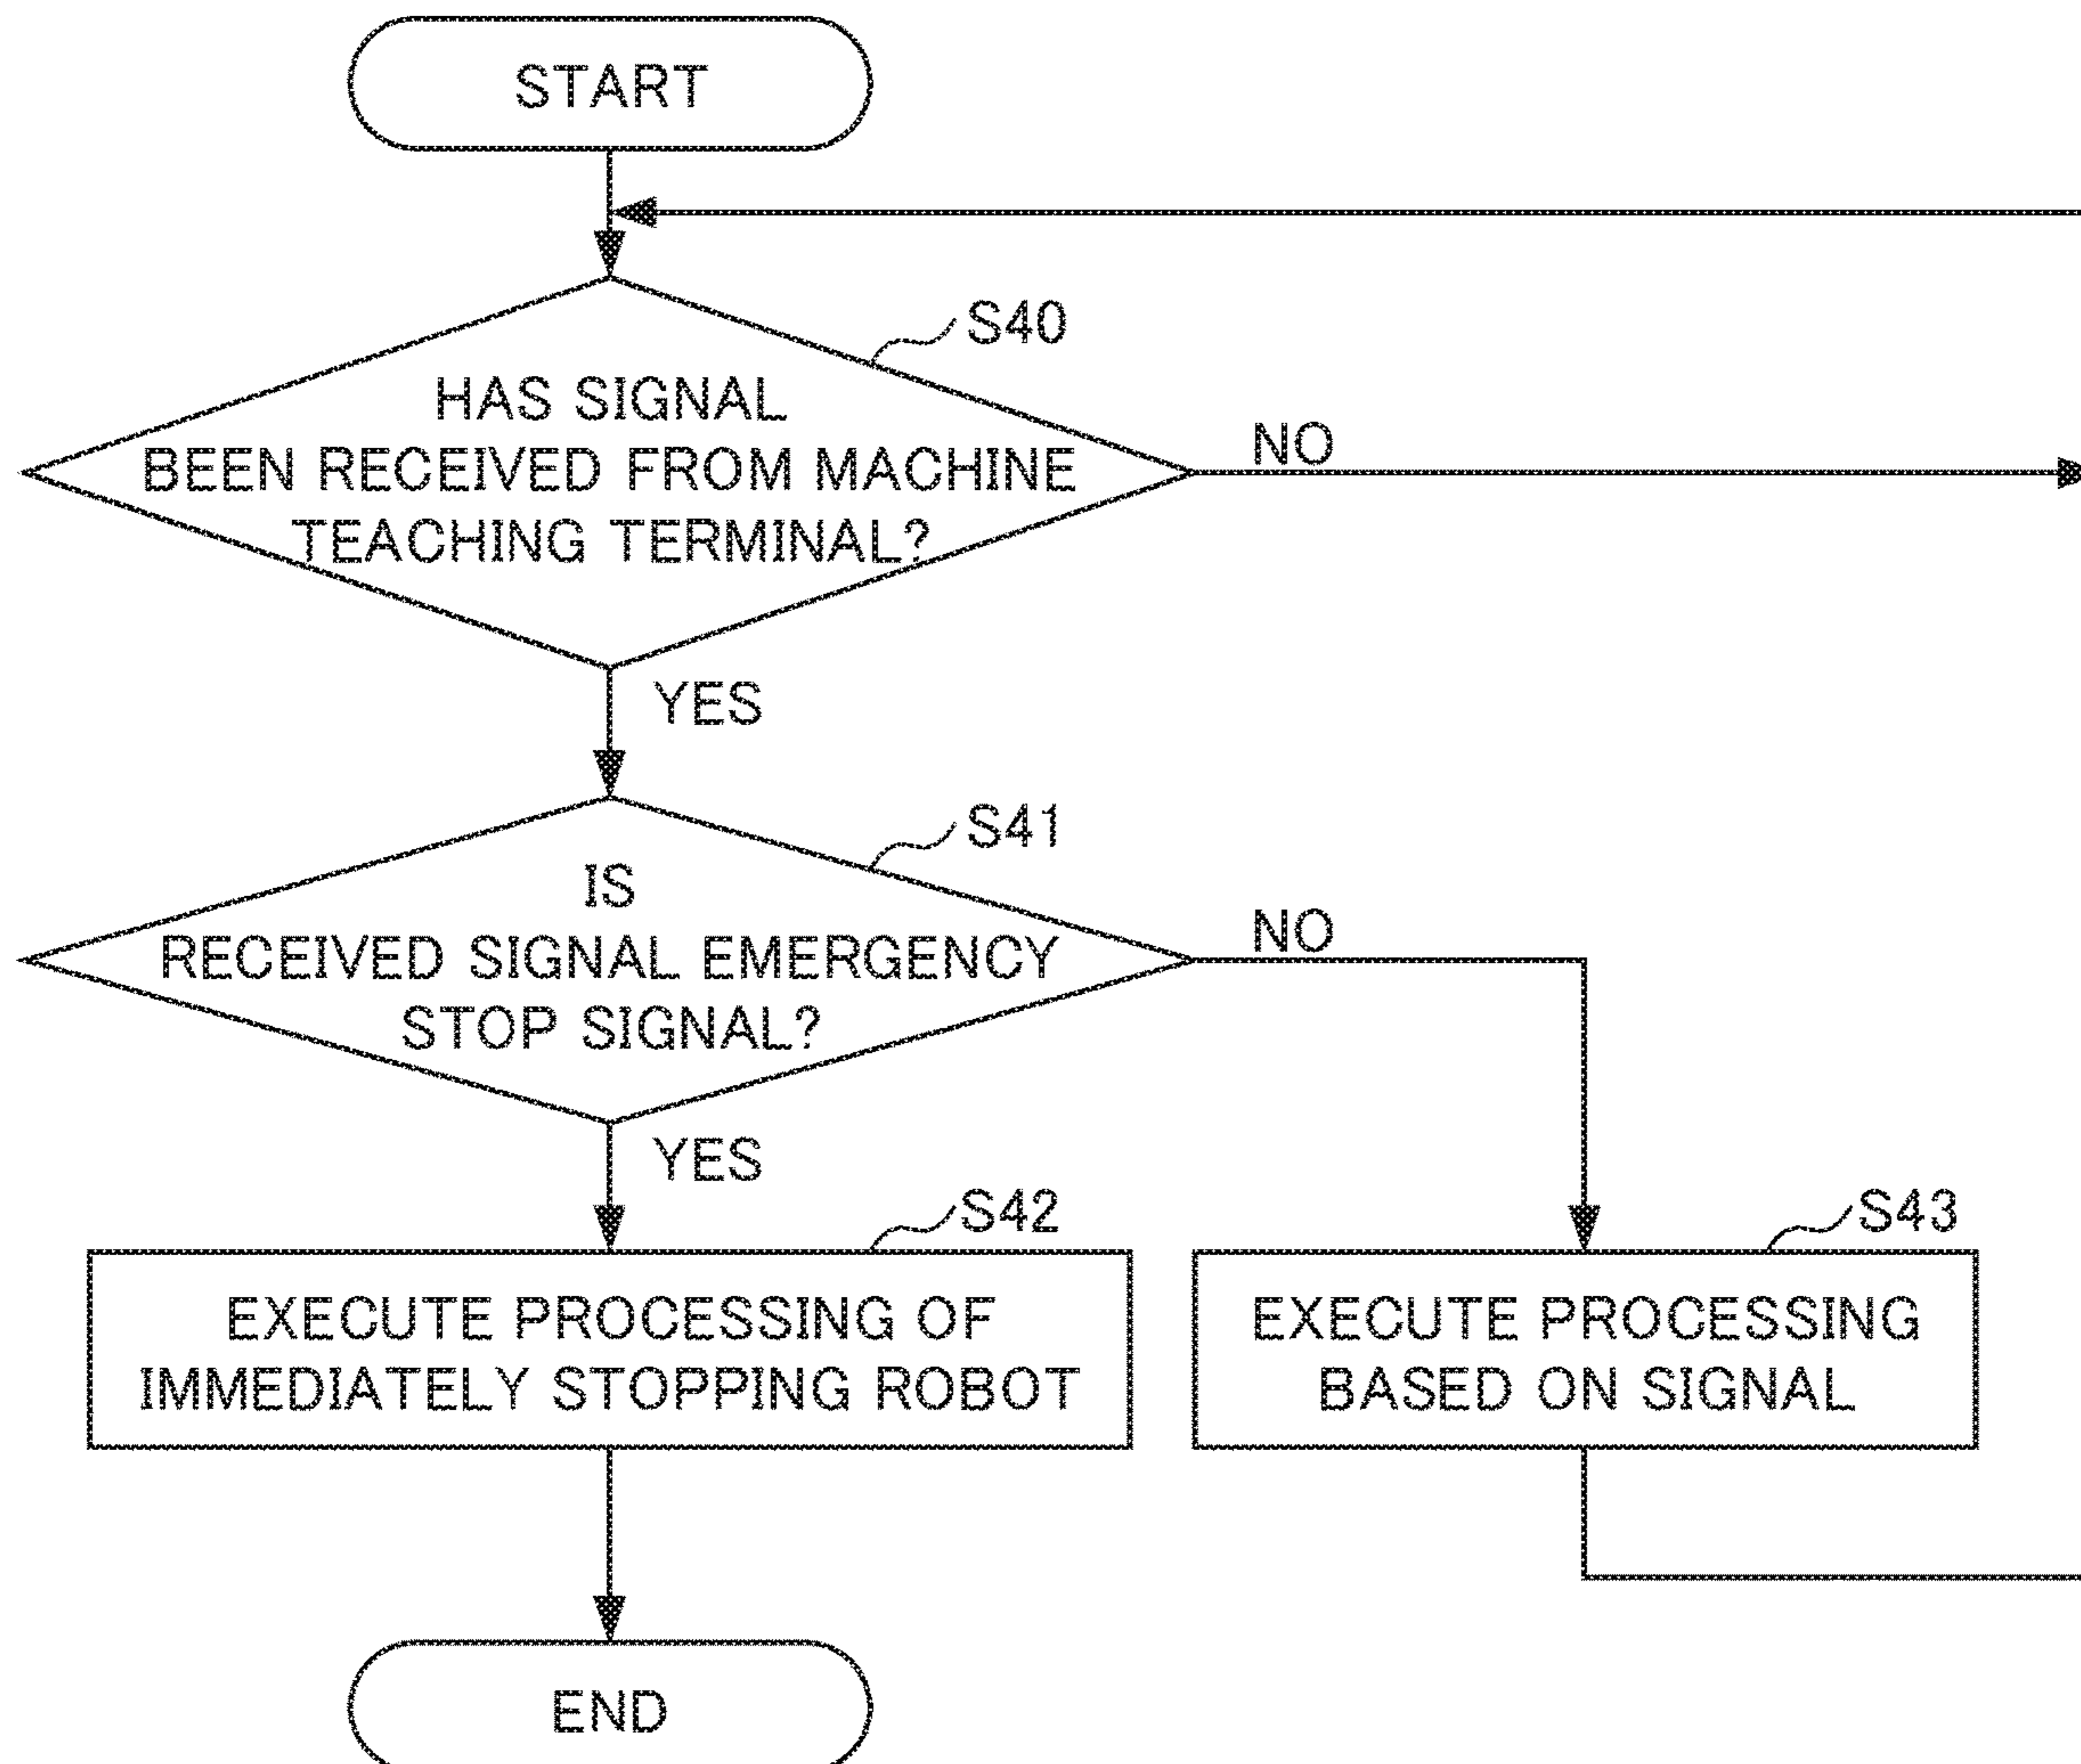 START
S40
HAS SIGNAL
BEEN RECEIVED FROM MACHINE
TEACHING TERMINAL?
NO
YES
S41
IS
RECEIVED SIGNAL EMERGENCY
STOP SIGNAL?
NO
YES
S42
EXECUTE PROCESSING OF
IMMEDIATELY STOPPING ROBOT
S43
EXECUTE PROCESSING
BASED ON SIGNAL
END